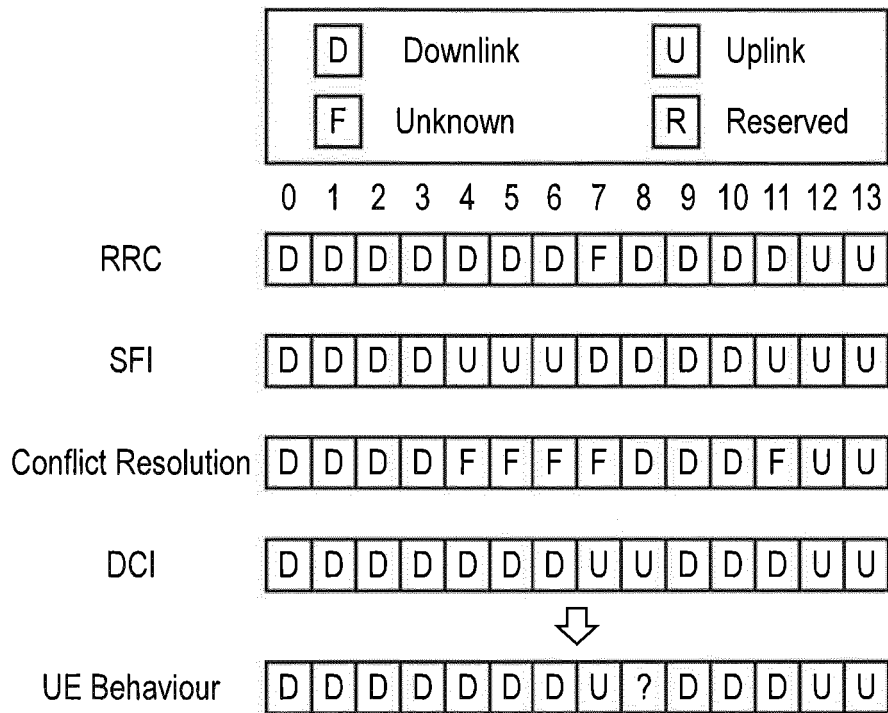 D Downlink U Uplink
F Unknown R Reserved
0 1 2 3 4 5 6 7 8 9 10 11 12 13
RRC D D D D D D D F D D D D U U
SFI D D D D U U U D D D D U U U
Conflict Resolution D D D D F F F F D D D F U U
DCI D D D D D D D U U D D D U U
UE Behaviour D D D D D D D U ? D D D U U